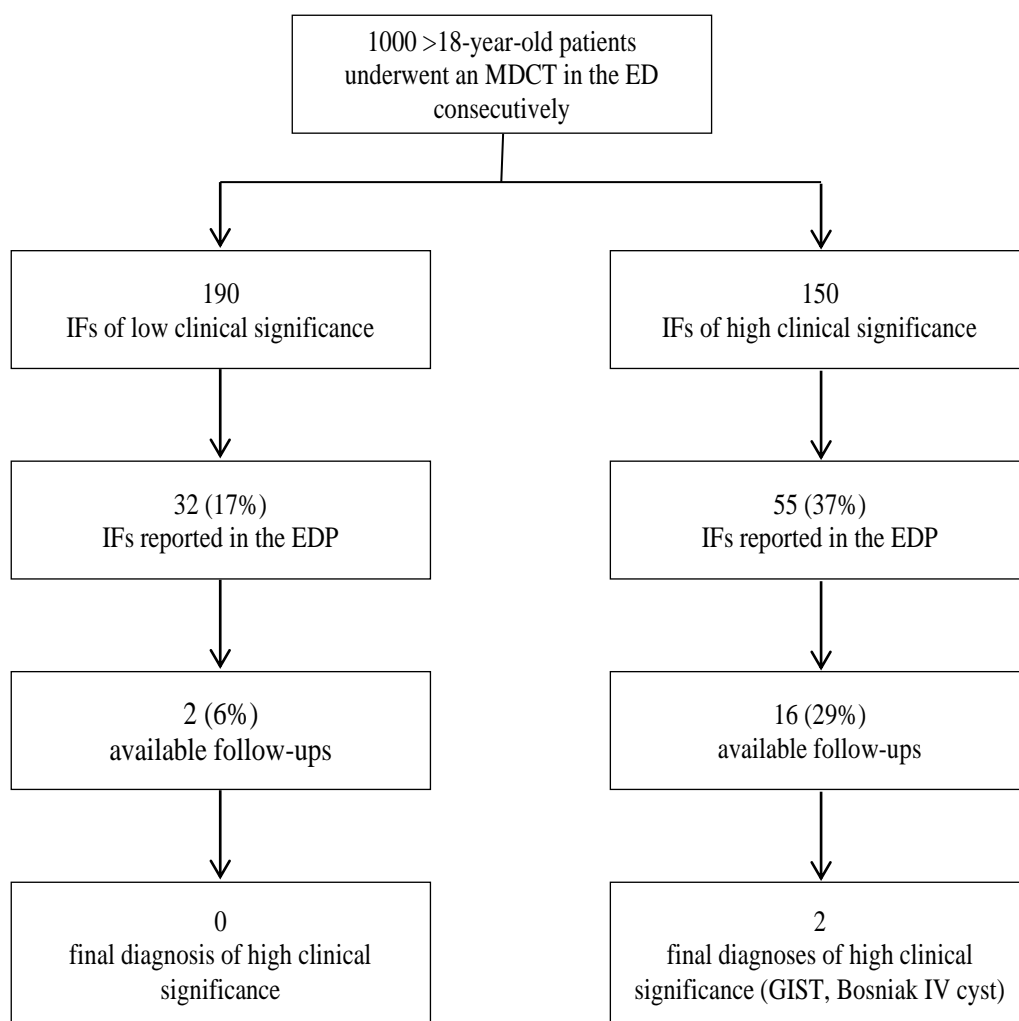 1000 >18-year-old patients
underwent an MDCT in the ED
consecutively
190
IFs of low clinical significance
150
IFs of high clinical significance
32 (17%)
IFs reported in the EDP
55 (37%)
IFs reported in the EDP
2 (6%)
available follow-ups
16 (29%)
available follow-ups
0
final diagnosis of high clinical
significance
2
final diagnoses of high clinical
significance (GIST, Bosniak IV cyst)